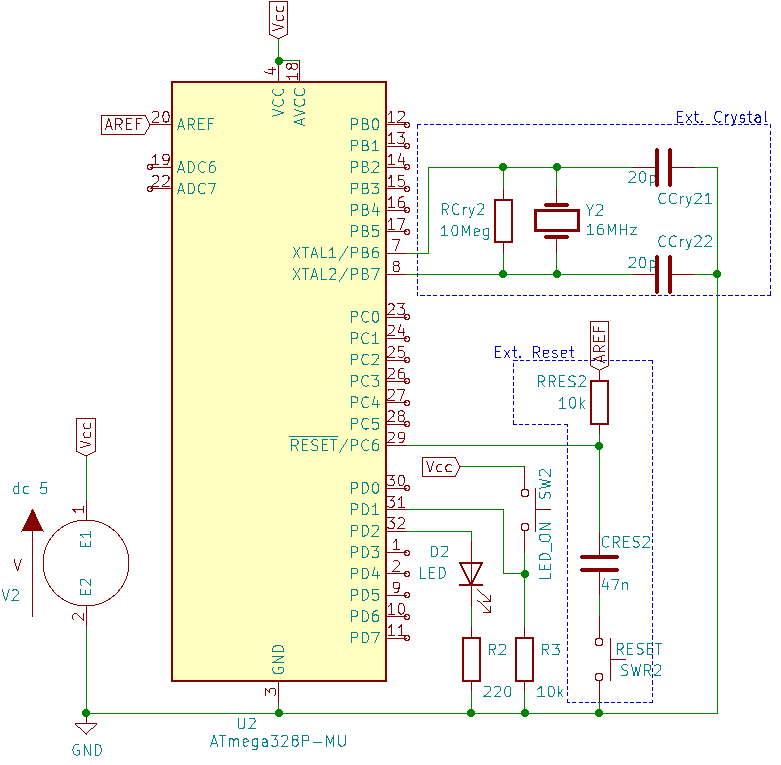 Vcc
4
18
VCC
AVCC
AREF
20
AREF
19
ADC6
22
ADC7
PB0
12
PB1
13
PB2
14
PB3
15
PB4
16
PB5
17
XTAL1/PB6
7
XTAL2/PB7
8
PC0
23
PC1
24
PC2
25
PC3
26
PC4
27
PC5
28
RESET/PC6
29
PD0
30
PD1
31
PD2
32
PD3
1
PD4
2
PD5
9
PD6
10
PD7
11
GND
3
U2
ATmega328P-MU
Ext. Crystal
RCry2
10Meg
Y2
16MHz
20p
CCry21
CCry22
20p
Ext. Reset
AREF
RRES2
10k
CRES2
47n
RESET
SWR2
Vcc
SW2
LED_ON
D2
LED
R2
220
R3
10k
Vcc
dc 5
1
E1
V
V2
E2
2
GND